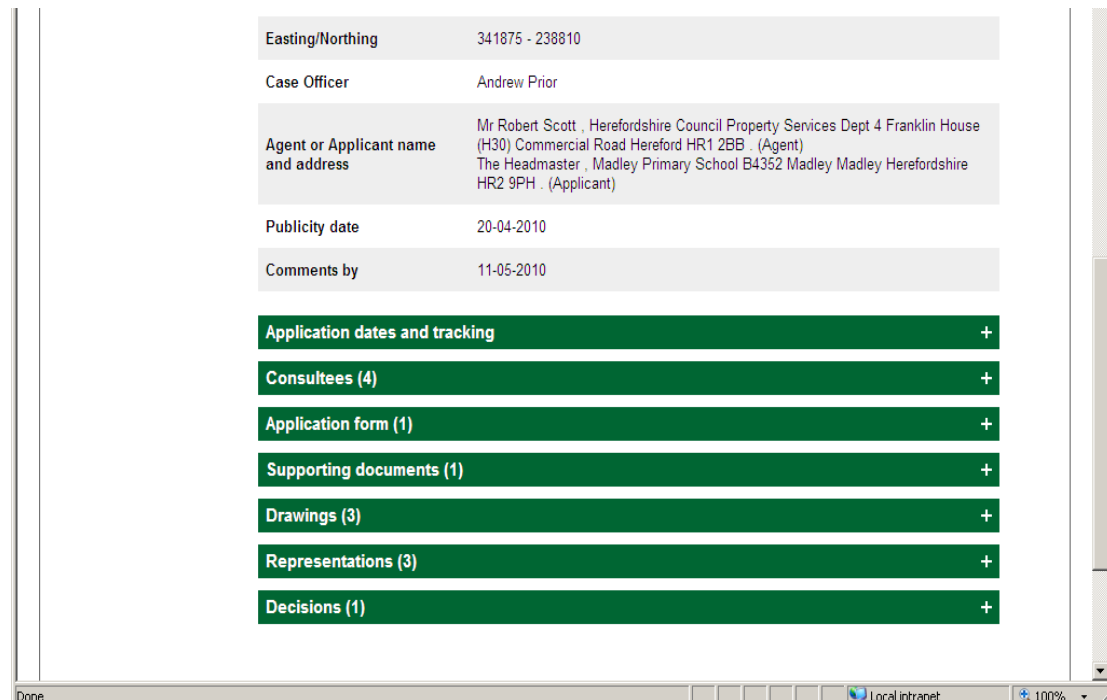 Easting/Northing 341875 - 238810
Case Officer Andrew Prior
Agent or Applicant name and address Mr Robert Scott , Herefordshire Council Property Services Dept 4 Franklin House
(H30) Commercial Road Hereford HR1 2BB . (Agent)
The Headmaster , Madley Primary School B4352 Madley Madley Herefordshire
HR2 9PH . (Applicant)
Publicity date 20-04-2010
Comments by 11-05-2010
Application dates and tracking +
Consultees (4) +
Application form (1) +
Supporting documents (1) +
Drawings (3) +
Representations (3) +
Decisions (1) +
Done Local intranet 100%